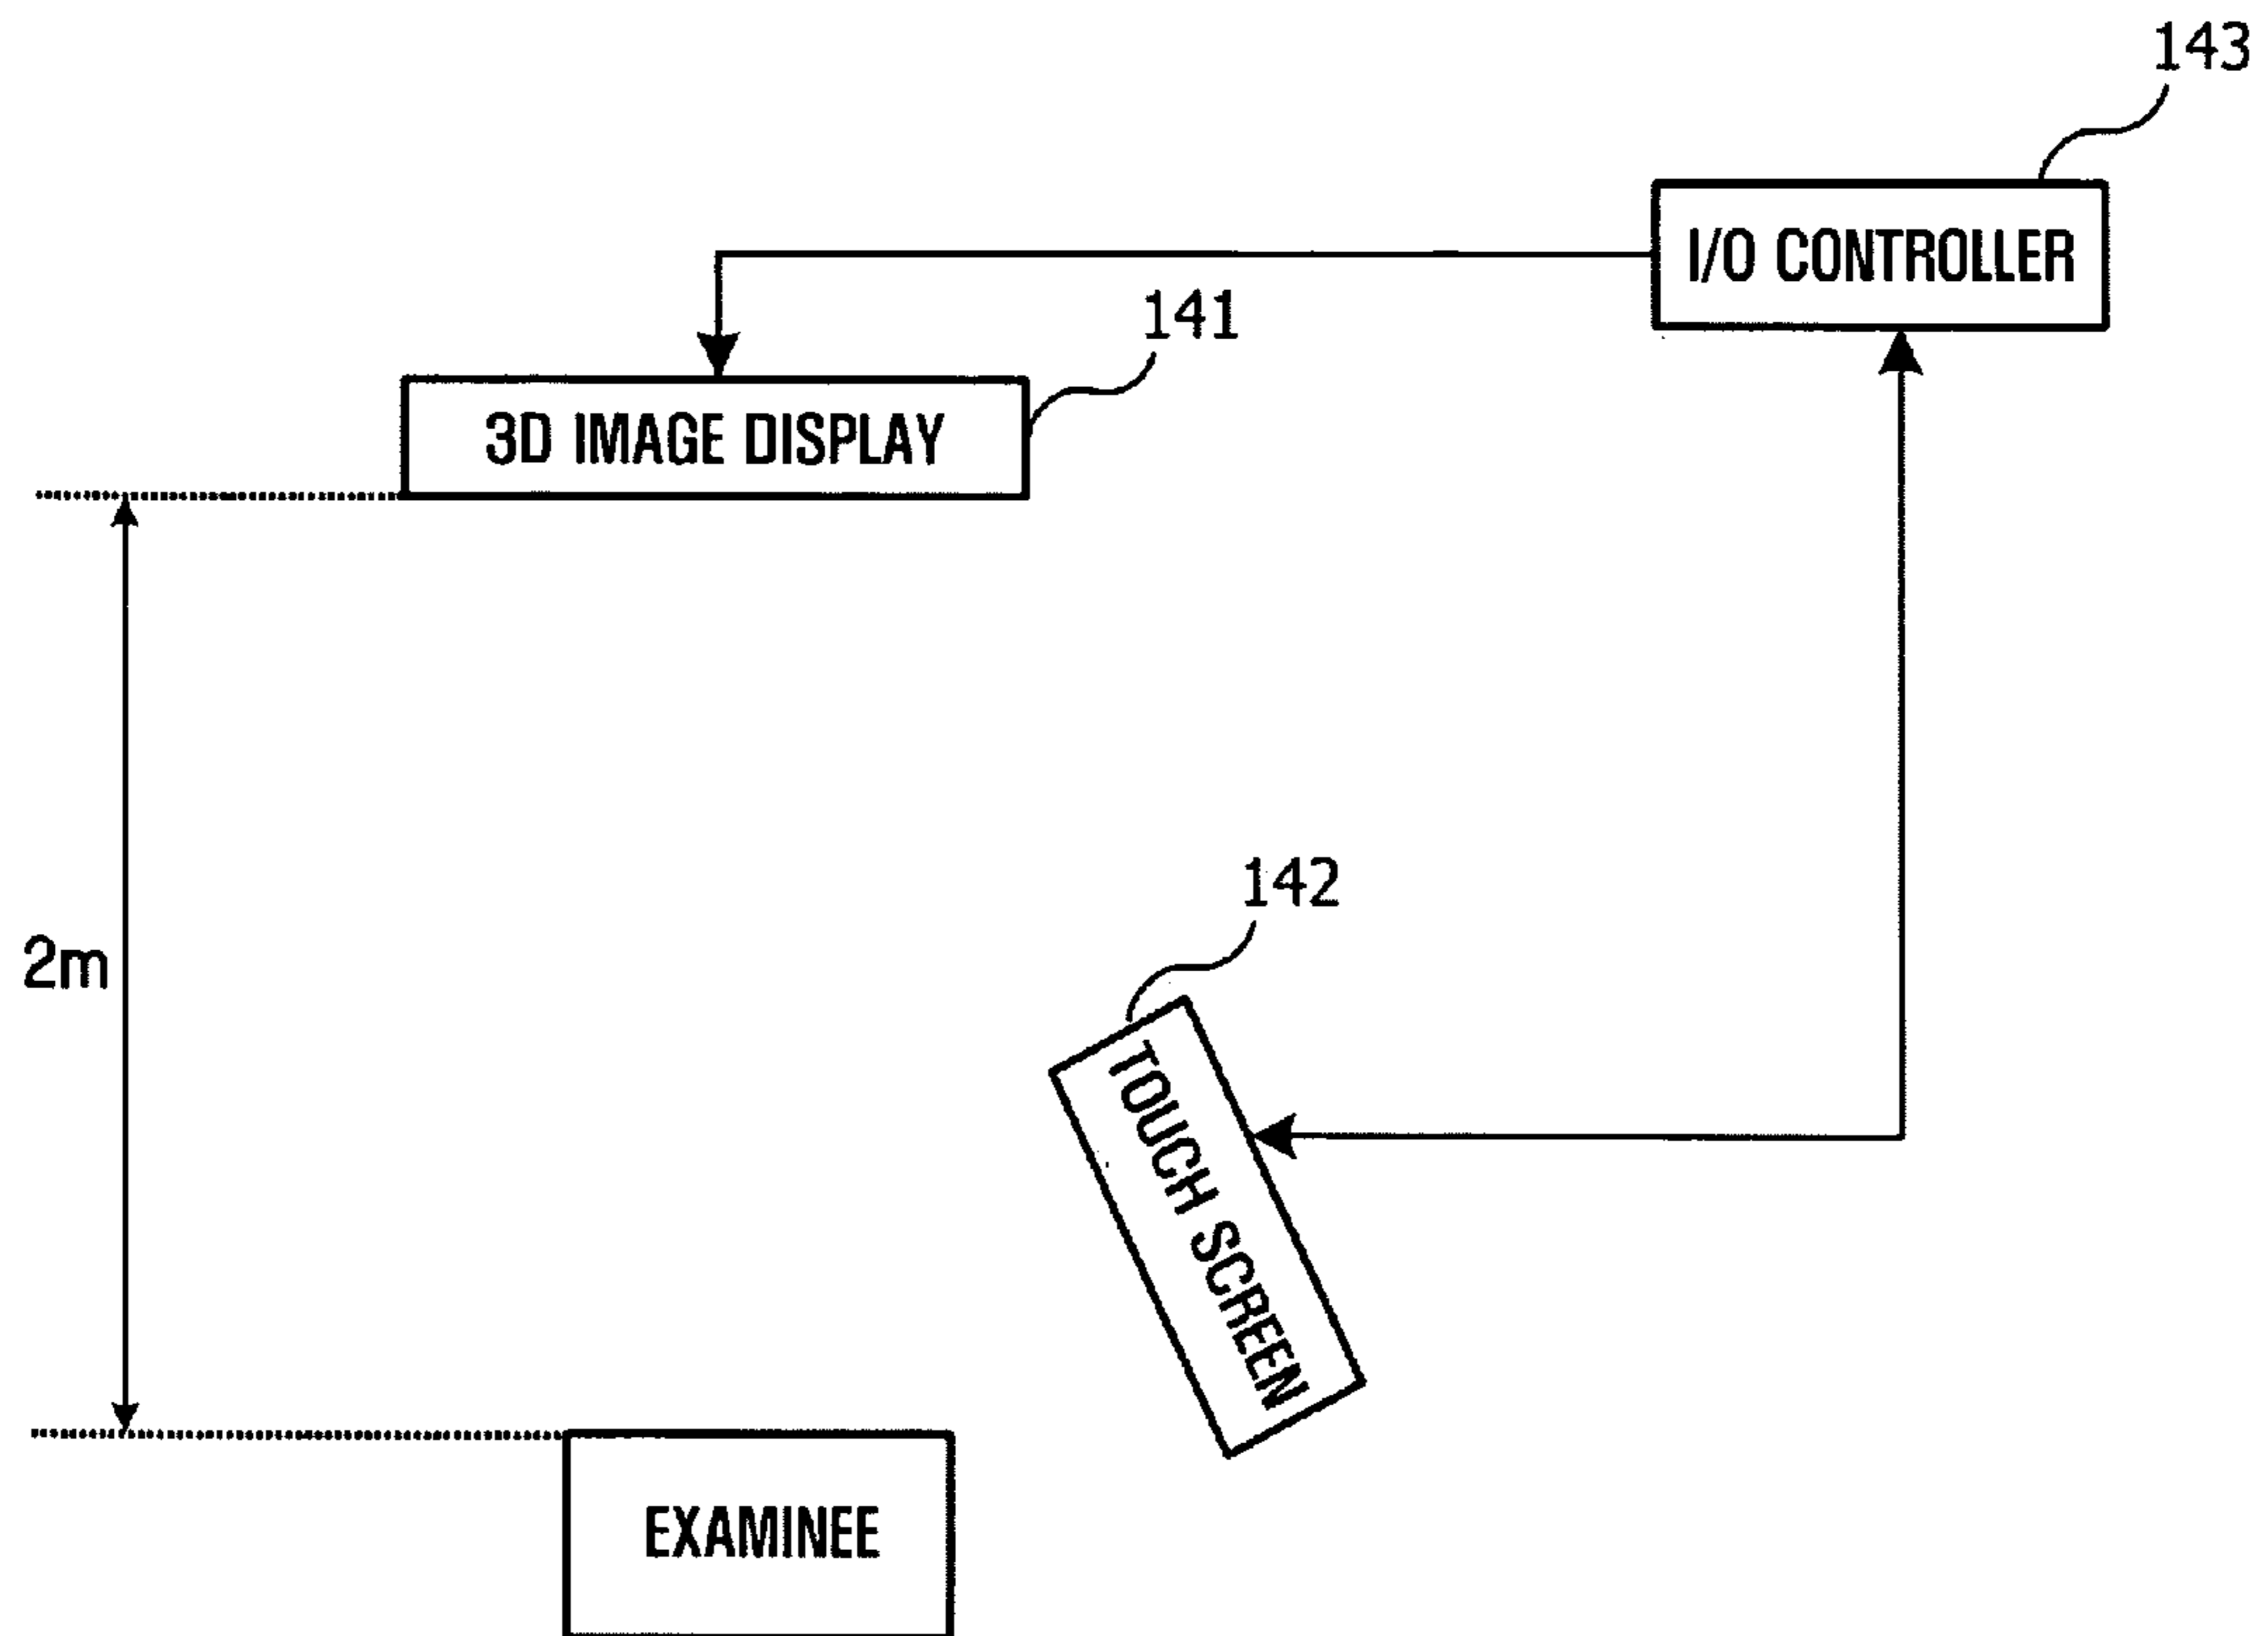 143
I/O CONTROLLER
141
3D IMAGE DISPLAY
142
2m
TOUCH SCREEN
EXAMINEE